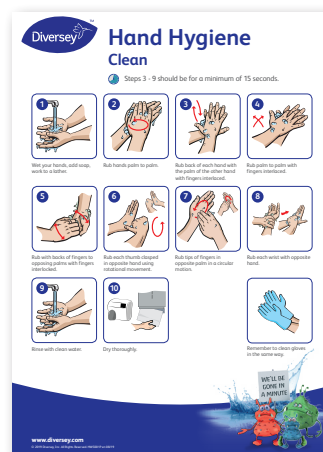 Diversey
™
Hand Hygiene
Clean
Steps 3 - 9 should be for a minimum of 15 seconds.
1
2
3
4
Wet your hands, add soap,
work to a lather.
Rub hands palm to palm.
Rub back of each hand with
the palm of the other hand
with fingers interlaced.
Rub palm to palm with
fingers interlaced.
5
6
7
8
Rub with backs of fingers to
opposing palms with fingers
interlocked.
Rub each thumb clasped
in opposite hand using
rotational movement.
Rub tips of fingers in
opposite palm in a circular
motion.
Rub each wrist with opposite
hand.
9
10
Rinse with clean water.
Dry thoroughly.
Remember to clean gloves
in the same way.
WE'LL BE
GONE IN
A MINUTE
www.diversey.com